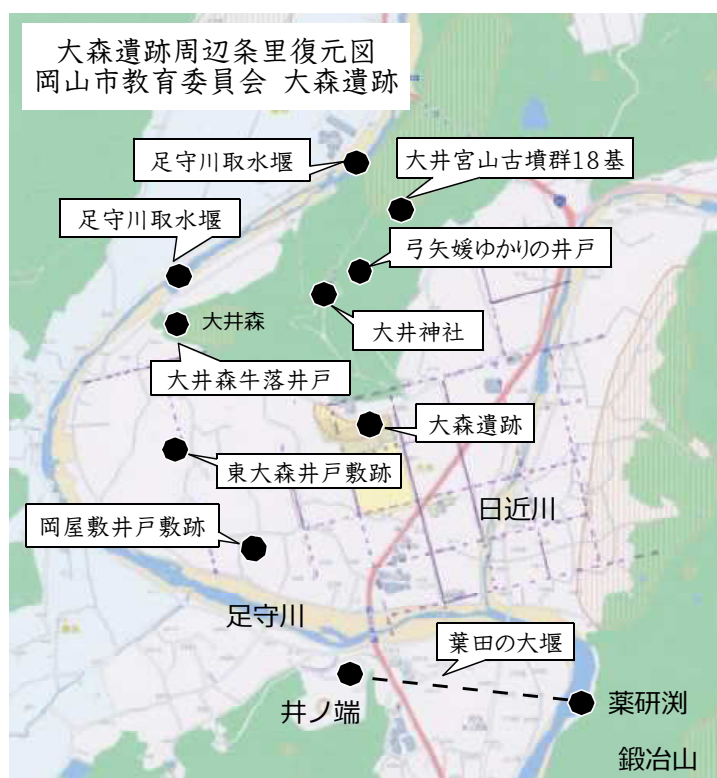 大森遺跡周辺条里復元図
岡山市教育委員会 大森遺跡
足守川取水堰
大井宮山古墳群18基
足守川取水堰
弓矢媛ゆかりの井戸
大井森
大井神社
大井森牛落井戸
大森遺跡
東大森井戸敷跡
日近川
岡屋敷井戸敷跡
足守川
葉田の大堰
井ノ端
薬研渕
鍛冶山